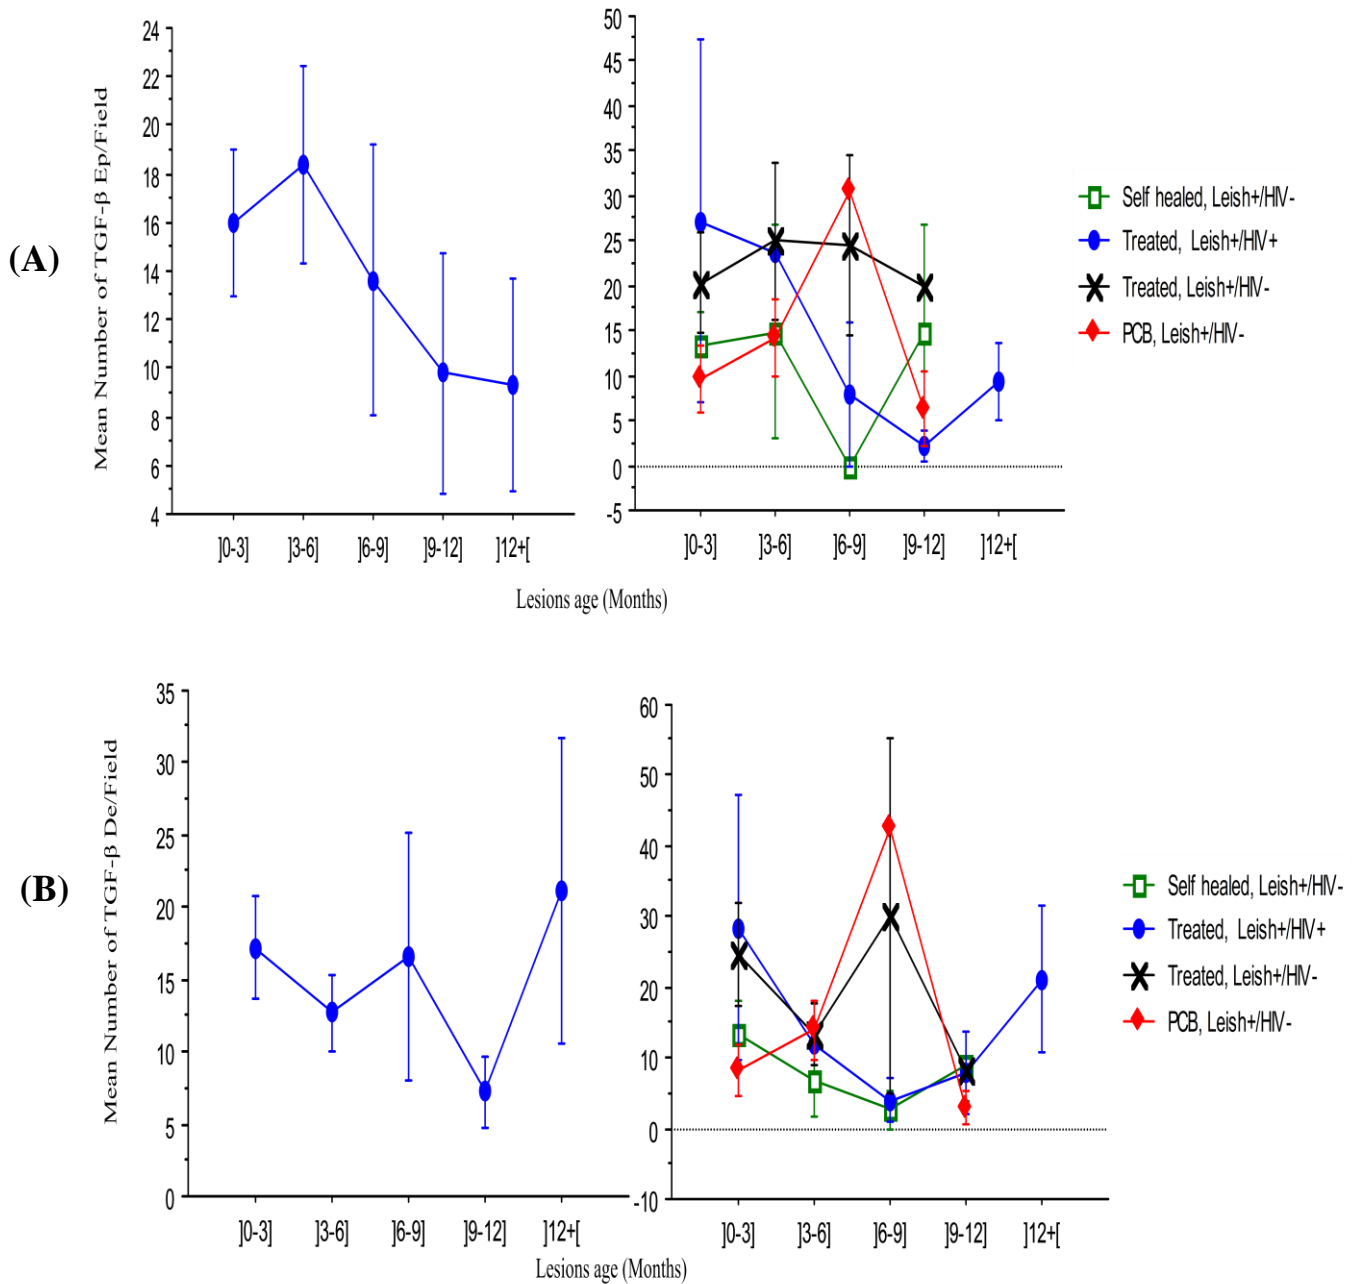 (A)
Mean Number of TGF-β Ep/Field
24
22
20
18
16
14
12
10
8
6
4
]0-3] ]3-6] ]6-9] ]9-12] ]12+[
50
45
40
35
30
25
20
15
10
5
0
-5
]0-3] ]3-6] ]6-9] ]9-12] ]12+[
Self healed, Leish+/HIV-
Treated, Leish+/HIV+
Treated, Leish+/HIV-
PCB, Leish+/HIV-
Lesions age (Months)
(B)
Mean Number of TGF-β De/Field
35
30
25
20
15
10
5
0
]0-3] ]3-6] ]6-9] ]9-12] ]12+[
60
50
40
30
20
10
0
-10
]0-3] ]3-6] ]6-9] ]9-12] ]12+[
Self healed, Leish+/HIV-
Treated, Leish+/HIV+
Treated, Leish+/HIV-
PCB, Leish+/HIV-
Lesions age (Months)